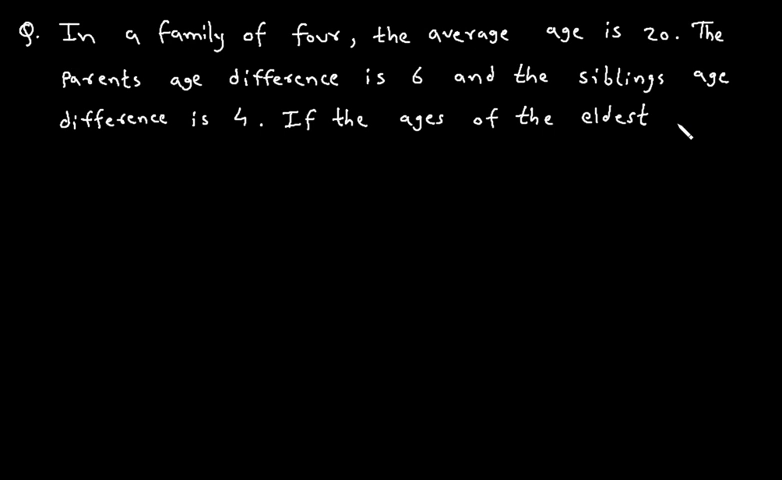 Q. In a family of four, the average age is 20. The
Parents age difference is 6 and the siblings age
difference is 4. If the ages of the eldest